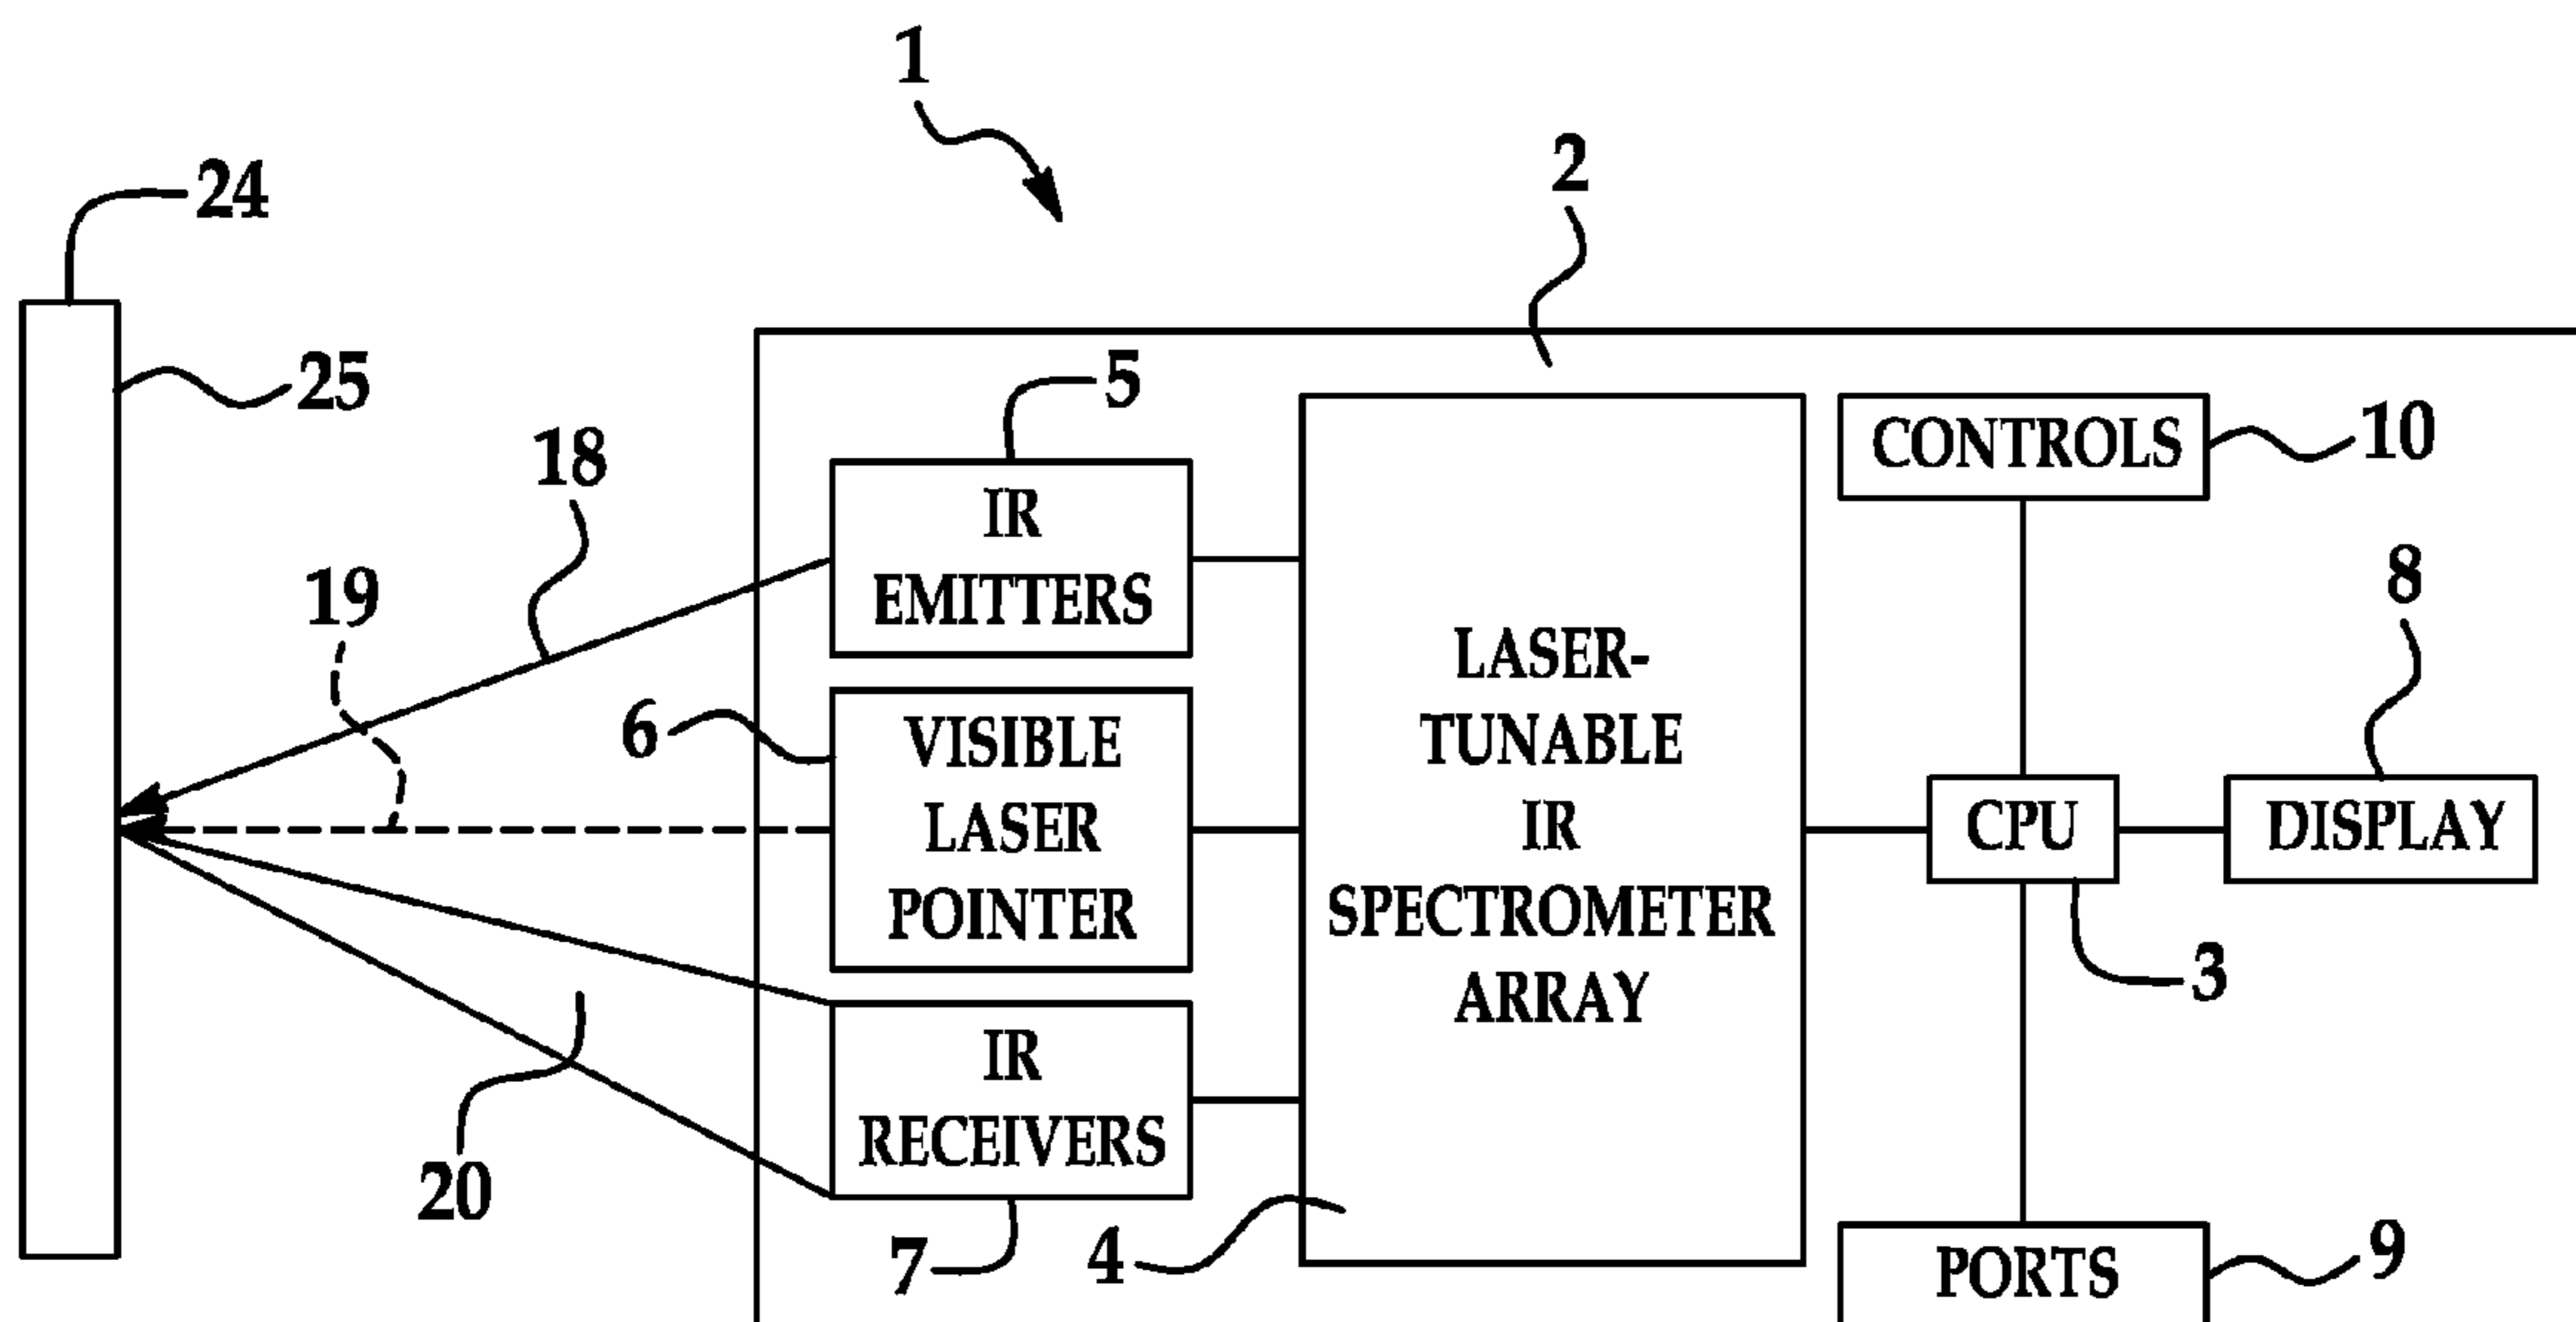 1
2
24
25
5
10
18
CONTROLS
IR
EMITTERS
19
8
6
VISIBLE
LASER
POINTER
LASER-
TUNABLE
IR
SPECTROMETER
ARRAY
CPU
DISPLAY
3
IR
RECEIVERS
20
7
4
PORTS
9